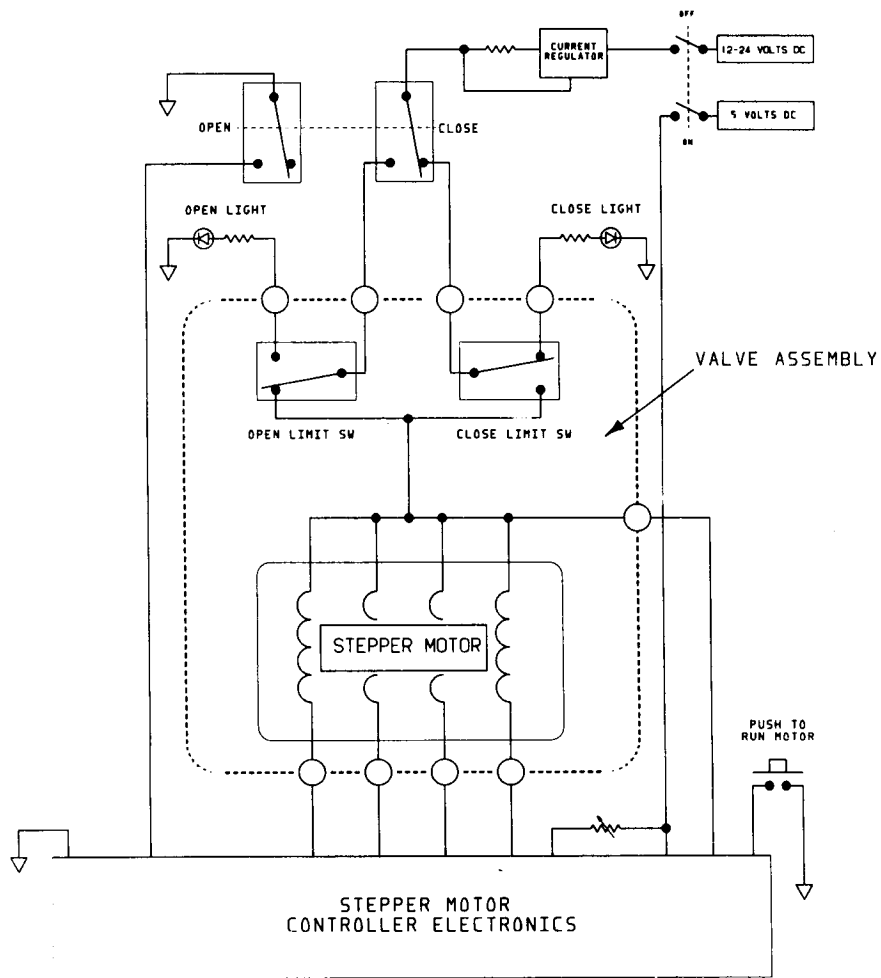 OFF
CURRENT
REGULATOR
12-24 VOLTS DC
5 VOLTS DC
ON
OPEN
CLOSE
OPEN LIGHT
CLOSE LIGHT
VALVE ASSEMBLY
OPEN LIMIT SW
CLOSE LIMIT SW
STEPPER MOTOR
PUSH TO
RUN MOTOR
STEPPER MOTOR
CONTROLLER ELECTRONICS